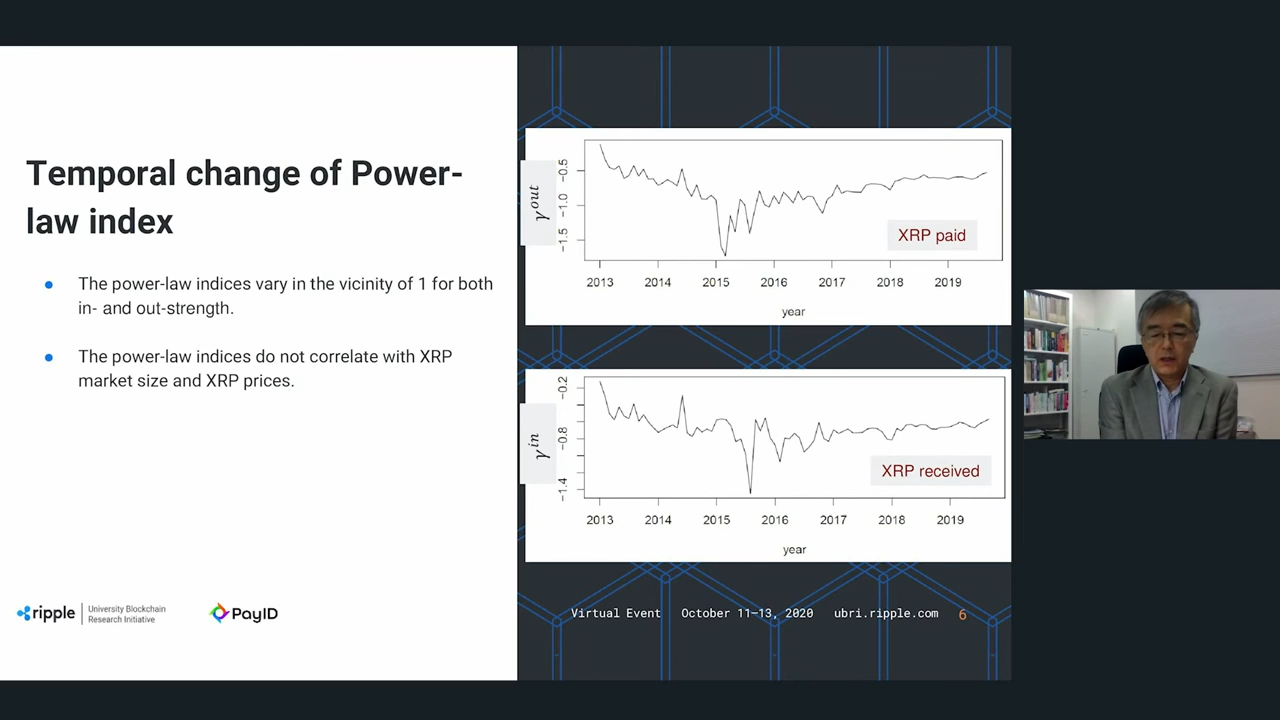 Temporal change of Power-
law index
The power-law indices vary in the vicinity of 1 for both
in- and out-strength.
The power-law indices do not correlate with XRP
market size and XRP prices.
ripple
University Blockchain
Research Initiative
PayID
γout
−0.5
−1.0
−1.5
XRP paid
2013 2014 2015 2016 2017 2018 2019
year
γin
−0.2
−0.8
−1.4
XRP received
2013 2014 2015 2016 2017 2018 2019
year
Virtual Event October 11–13, 2020 ubri.ripple.com 6